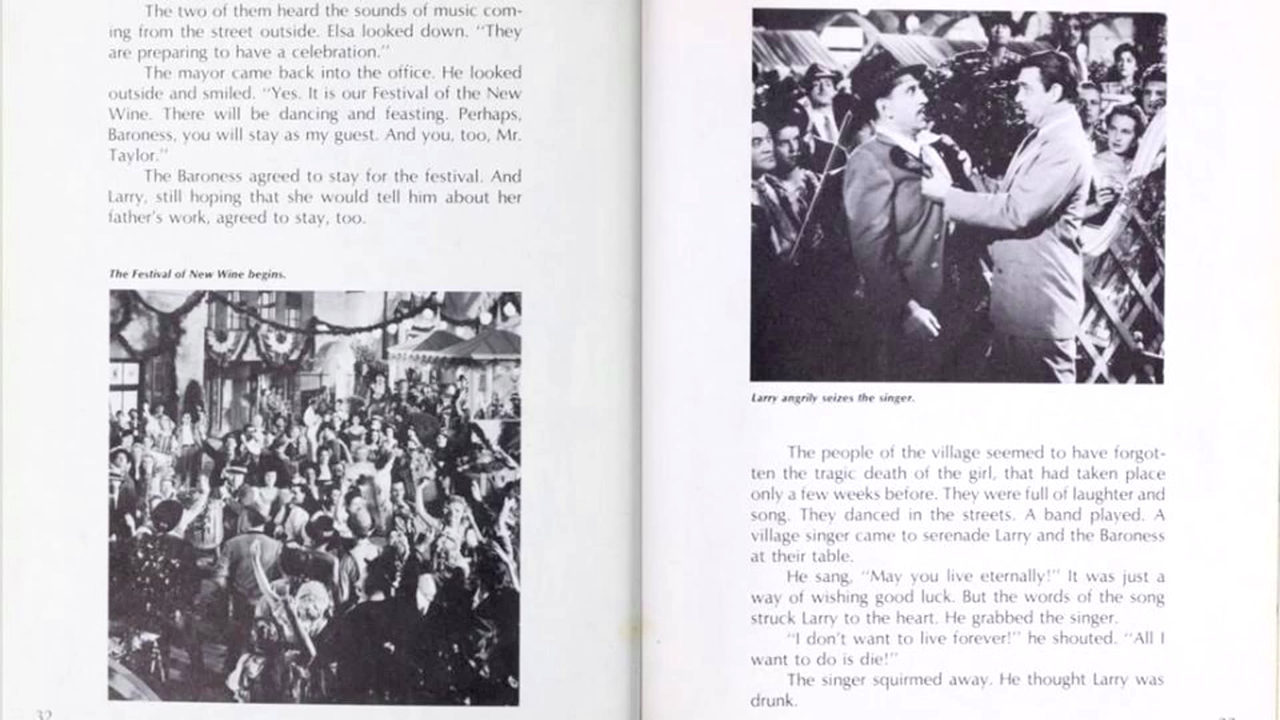 The two of them heard the sounds of music com-
ing from the street outside. Elsa looked down. “They
are preparing to have a celebration.”
The mayor came back into the office. He looked
outside and smiled. “Yes. It is our Festival of the New
Wine. There will be dancing and feasting. Perhaps,
Baroness, you will stay as my guest. And you, too, Mr.
Taylor.”
The Baroness agreed to stay for the festival. And
Larry, still hoping that she would tell him about her
father’s work, agreed to stay, too.
The Festival of New Wine begins.
32
Larry angrily seizes the singer.
The people of the village seemed to have forgot-
ten the tragic death of the girl, that had taken place
only a few weeks before. They were full of laughter and
song. They danced in the streets. A band played. A
village singer came to serenade Larry and the Baroness
at their table.
He sang, “May you live eternally!” It was just a
way of wishing good luck. But the words of the song
struck Larry to the heart. He grabbed the singer.
“I don’t want to live forever!” he shouted. “All I
want to do is die!”
The singer squirmed away. He thought Larry was
drunk.